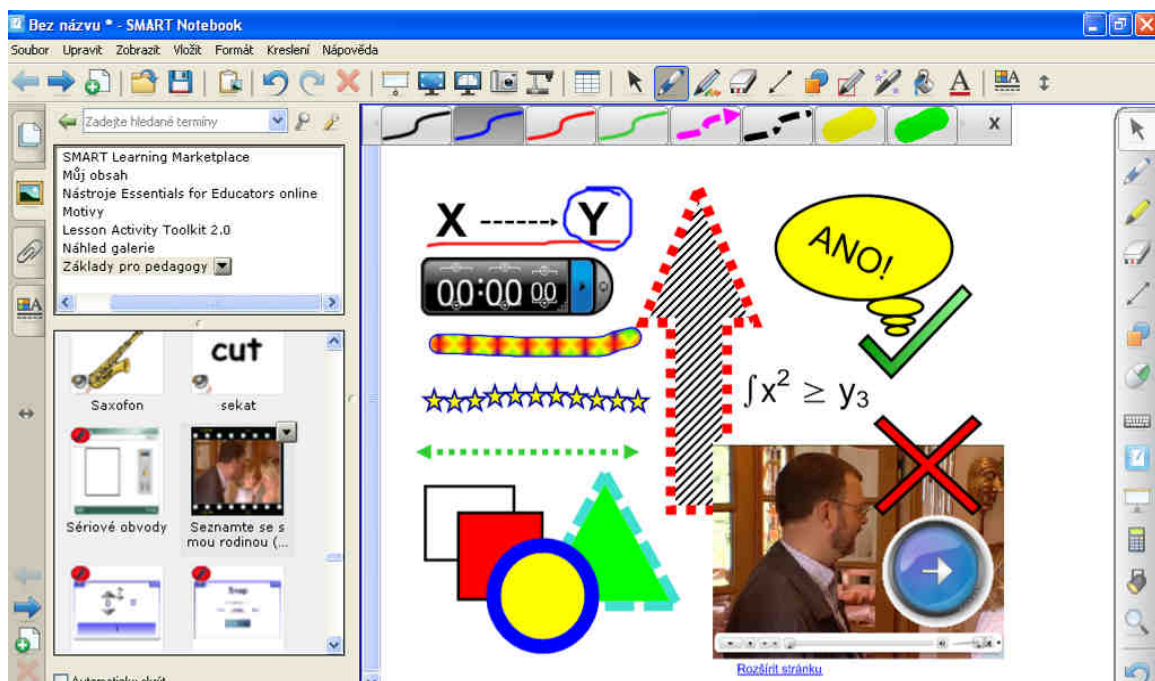 Bez názvu * - SMART Notebook
Soubor Upravit Zobrazit Vložit Formát Kreslení Nápověda
Zadejte hledané termíny
X
SMART Learning Marketplace
Můj obsah
Nástroje Essentials for Educators online
Motivy
Lesson Activity Toolkit 2.0
Náhled galerie
Základy pro pedagogy
cut
Saxofon
sekat
Sériové obvody
Seznamte se s
mou rodinou (...
Automaticky skrýt
X Y
00:00 00
ANO!
∫x² ≥ y₃
Rozšířit stránku